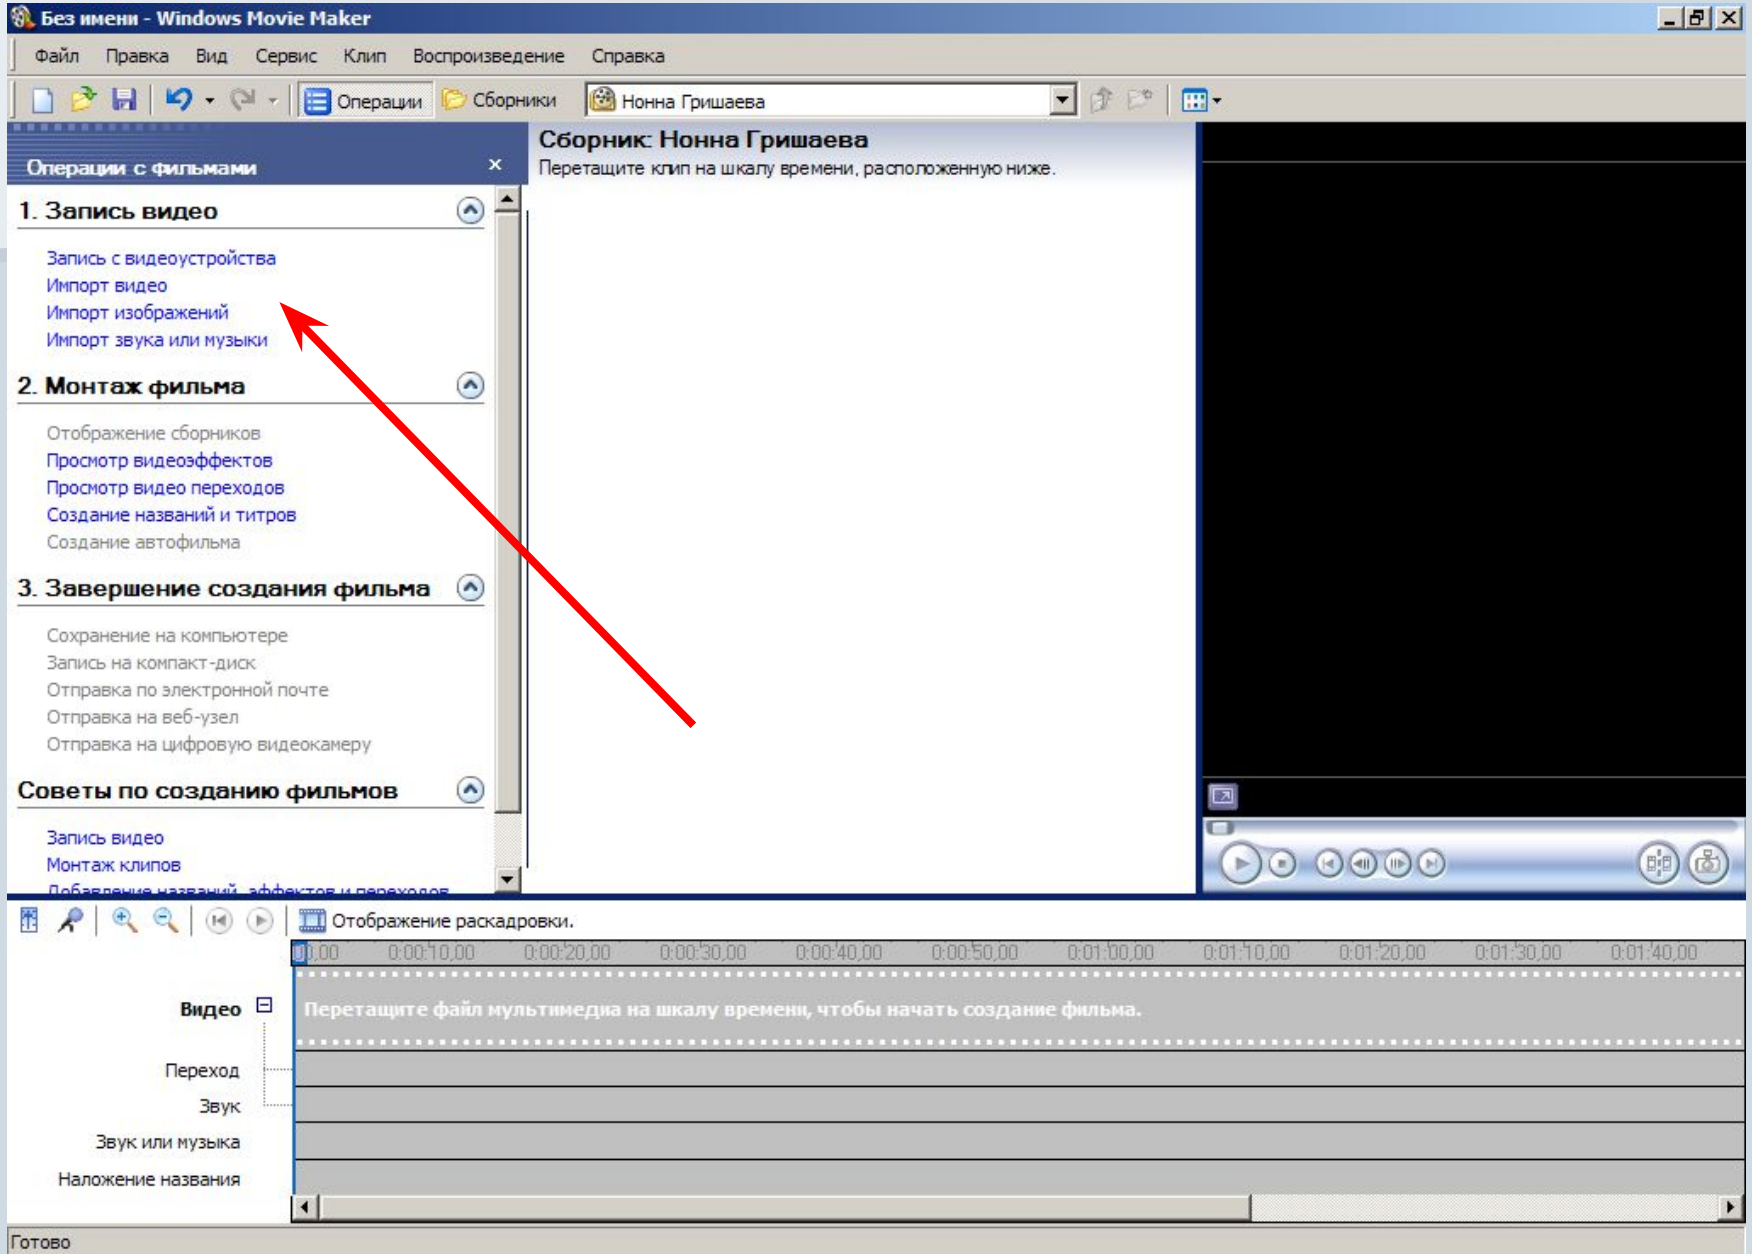 Без имени - Windows Movie Maker
Файл Правка Вид Сервис Клип Воспроизведение Справка
Операции Сборники Нонна Гришаева
Операции с фильмами
Сборник: Нонна Гришаева
Перетащите клип на шкалу времени, расположенную ниже.
1. Запись видео
Запись с видеоустройства
Импорт видео
Импорт изображений
Импорт звука или музыки
2. Монтаж фильма
Отображение сборников
Просмотр видеоэффектов
Просмотр видео переходов
Создание названий и титров
Создание автофильма
3. Завершение создания фильма
Сохранение на компьютере
Запись на компакт-диск
Отправка по электронной почте
Отправка на веб-узел
Отправка на цифровую видеокамеру
Советы по созданию фильмов
Запись видео
Монтаж клипов
Добавление названий, эффектов и переходов
Отображение раскадровки.
0:00:10,00 0:00:20,00 0:00:30,00 0:00:40,00 0:00:50,00 0:01:00,00 0:01:10,00 0:01:20,00 0:01:30,00 0:01:40,00
Видео
Перетащите файл мультимедиа на шкалу времени, чтобы начать создание фильма.
Переход
Звук
Звук или музыка
Наложение названия
Готово